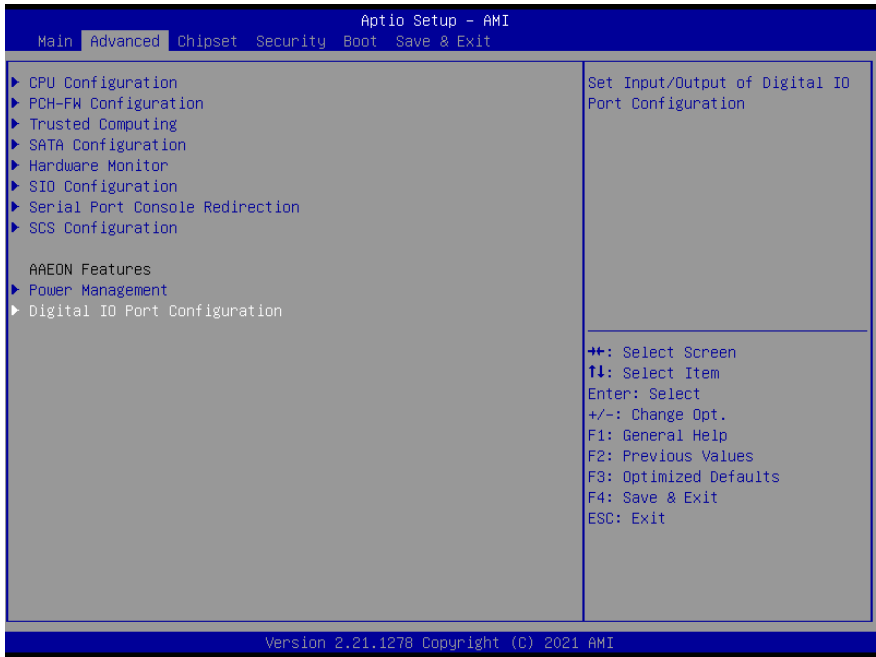 Aptio Setup – AMI
Main Advanced Chipset Security Boot Save & Exit
▶ CPU Configuration
▶ PCH-FW Configuration
▶ Trusted Computing
▶ SATA Configuration
▶ Hardware Monitor
▶ SIO Configuration
▶ Serial Port Console Redirection
▶ SCS Configuration
AAEON Features
▶ Power Management
▶ Digital IO Port Configuration
Set Input/Output of Digital IO
Port Configuration
→←: Select Screen
↑↓: Select Item
Enter: Select
+/-: Change Opt.
F1: General Help
F2: Previous Values
F3: Optimized Defaults
F4: Save & Exit
ESC: Exit
Version 2.21.1278 Copyright (C) 2021 AMI